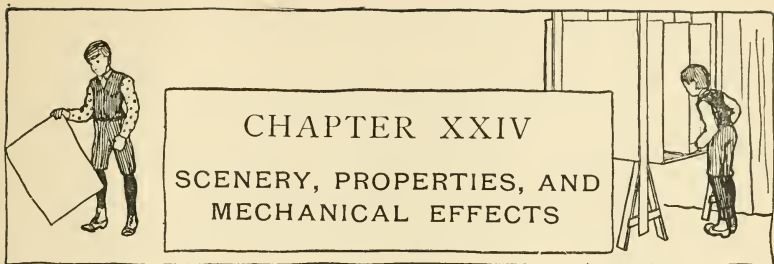 CHAPTER XXIV
SCENERY, PROPERTIES, AND
MECHANICAL EFFECTS